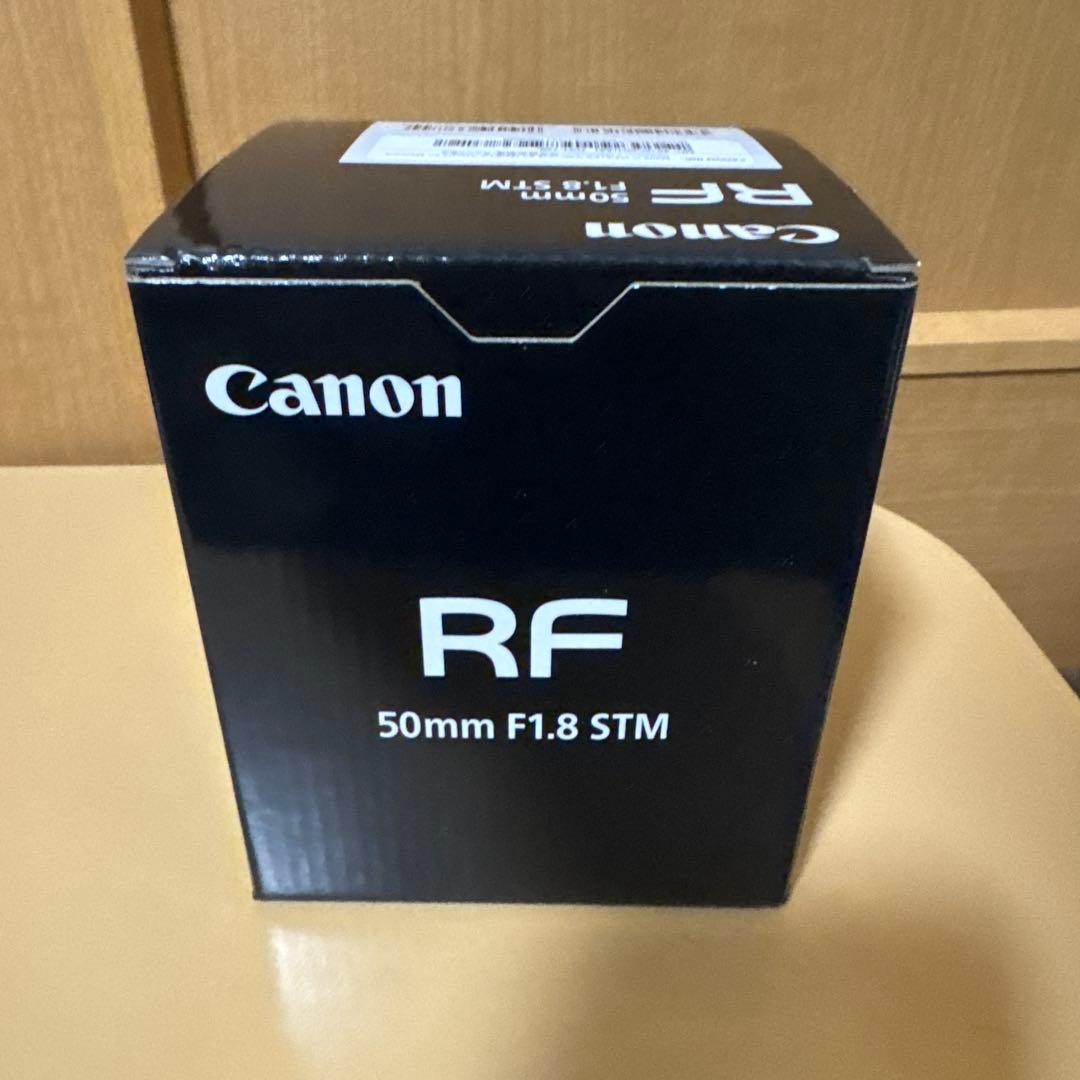 Canon
RF
50mm
F1.8 STM
Canon
RF
50mm F1.8 STM